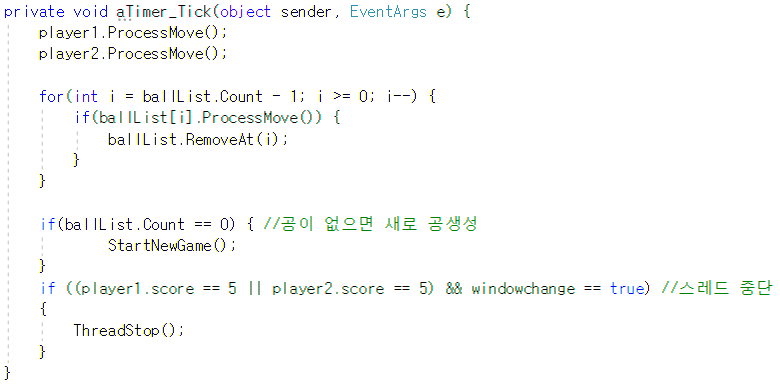 private void aTimer_Tick(object sender, EventArgs e) {
player1.ProcessMove();
player2.ProcessMove();
for(int i = ballList.Count - 1; i >= 0; i--) {
if(ballList[i].ProcessMove()) {
ballList.RemoveAt(i);
}
}
if(ballList.Count == 0) { //공이 없으면 새로 공생성
StartNewGame();
}
if ((player1.score == 5 || player2.score == 5) && windowchange == true) //스레드 중단
{
ThreadStop();
}
}